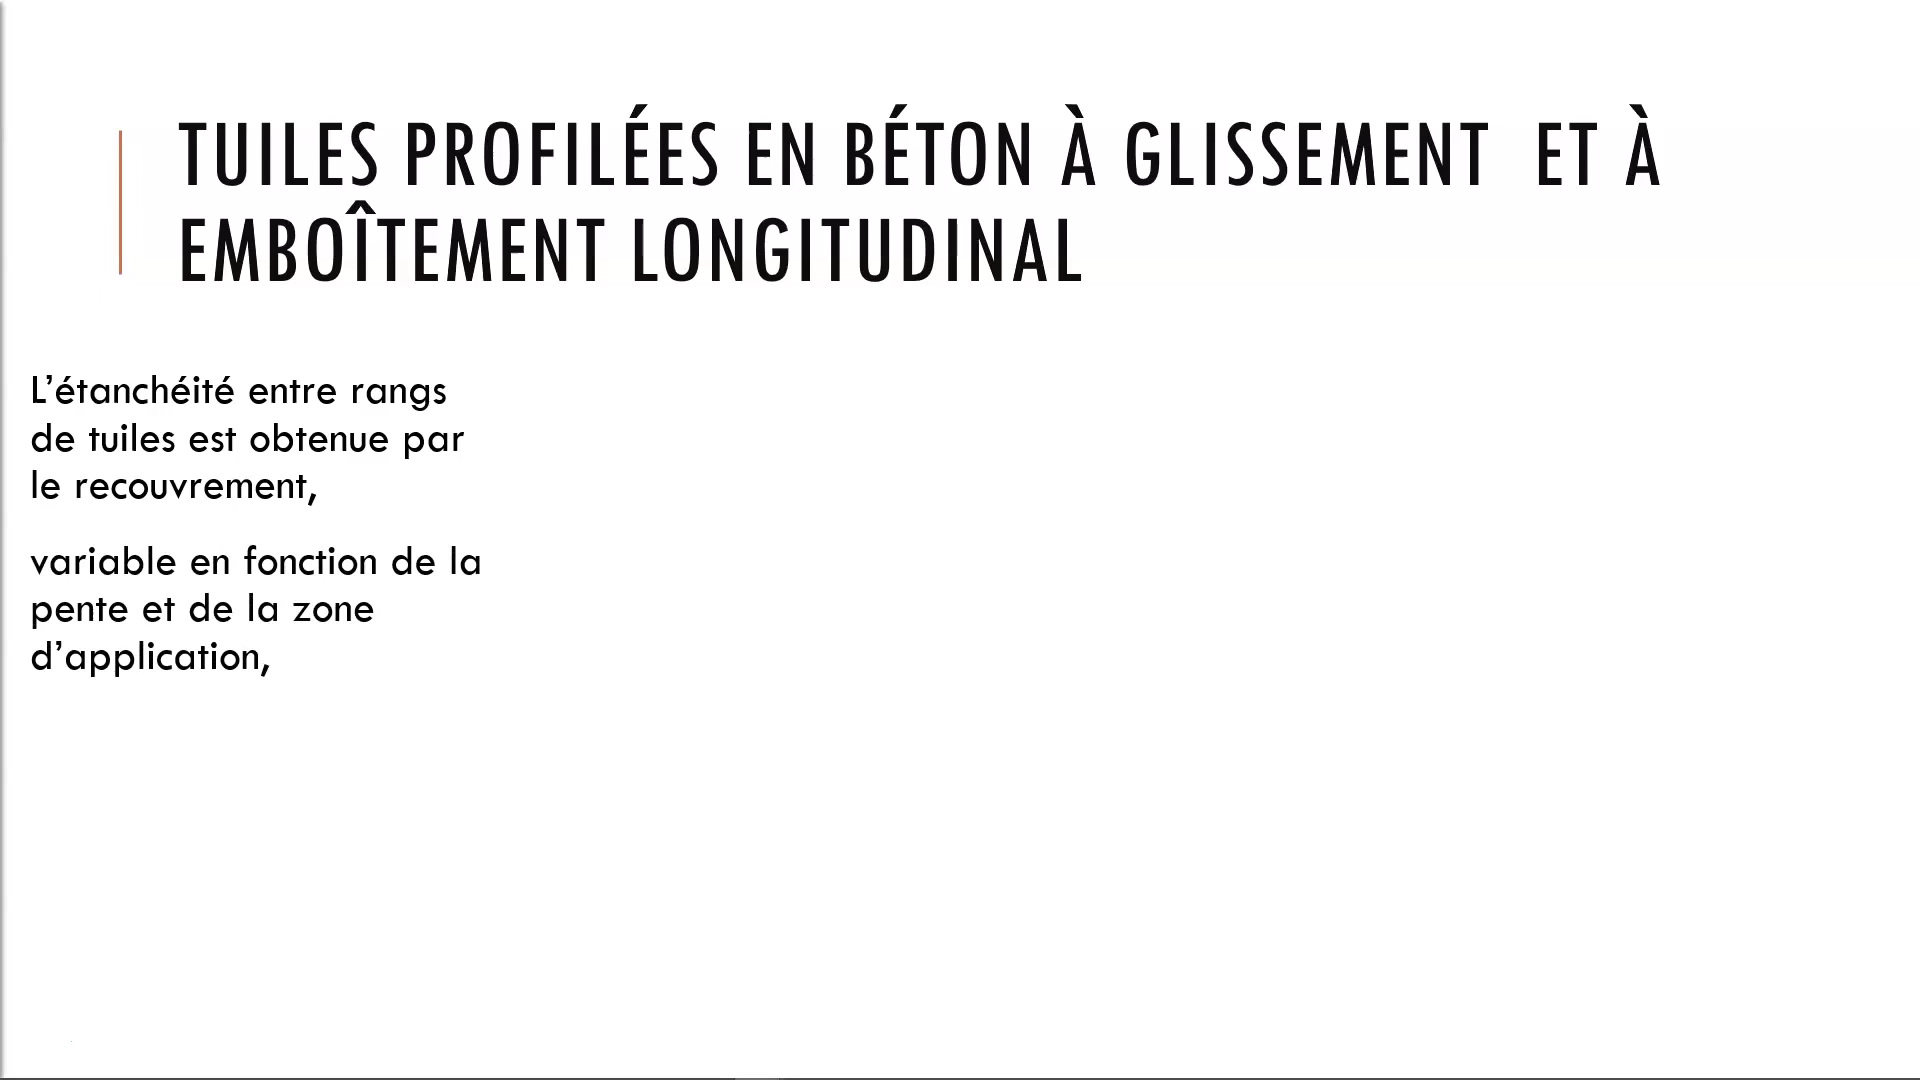 TUILES PROFILÉES EN BÉTON À GLISSEMENT ET À
EMBOÎTEMENT LONGITUDINAL
L’étanchéité entre rangs
de tuiles est obtenue par
le recouvrement,
variable en fonction de la
pente et de la zone
d’application,